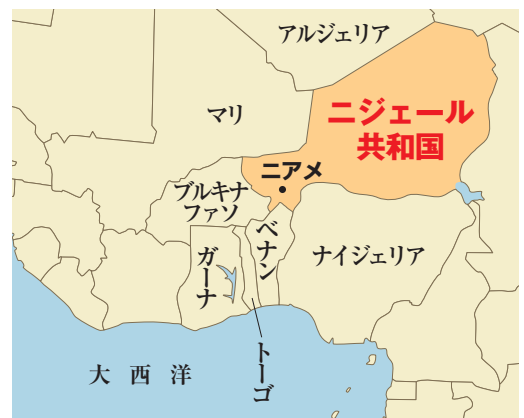 アルジェリア
マリ
ニジェール
共和国
ニアメ
ブルキナ
ファソ
ベナン
ガーナ
ナイジェリア
トーゴ
大西洋